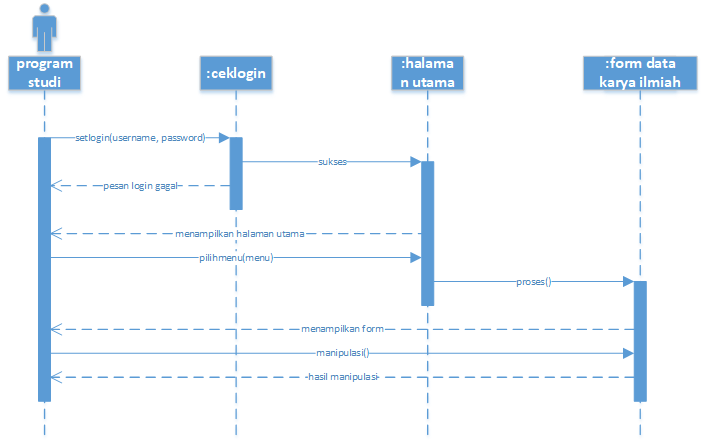 program
studi
:ceklogin
:halama
n utama
:form data
karya ilmiah
setlogin(username, password)
sukses
pesan login gagal
menampilkan halaman utama
pilihmenu(menu)
proses()
menampilkan form
manipulasi()
hasil manipulasi